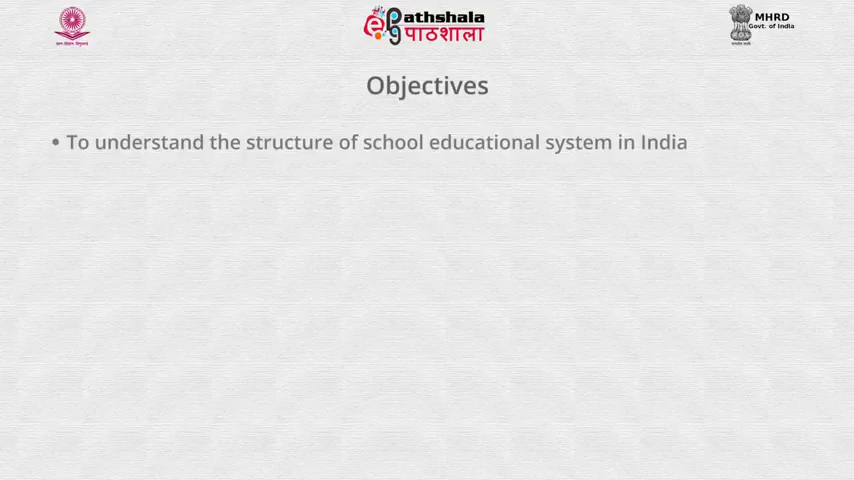 Pathshala
पाठशाला
MHRD
Govt. of India
Objectives
• To understand the structure of school educational system in India